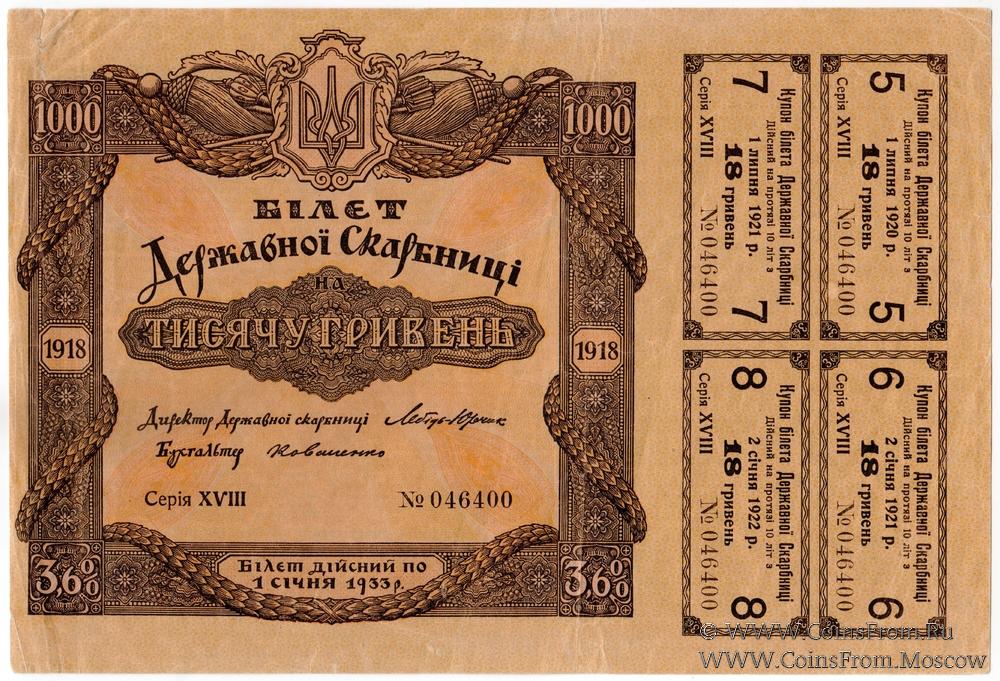 1000
1000
БІЛЕТ
Державної Скарбниці
НА
ТИСЯЧУ ГРИВЕНЬ
1918
1918
Директор Державної скарбниці
Бухгальтер
Серія XVIII
№ 046400
3.6%
3.6%
Білет дійсний по
1 січня 1933 р.
7
Купон білета Державної Скарбниці
Дійсний на протязі 10 літ з
1 липня 1921 р.
18 гривень
Серія XVIII
№ 046400
7
5
Купон білета Державної Скарбниці
Дійсний на протязі 10 літ з
1 липня 1920 р.
18 гривень
Серія XVIII
№ 046400
5
8
Купон білета Державної Скарбниці
Дійсний на протязі 10 літ з
2 січня 1922 р.
18 гривень
Серія XVIII
№ 046400
8
6
Купон білета Державної Скарбниці
Дійсний на протязі 10 літ з
2 січня 1921 р.
18 гривень
Серія XVIII
№ 046400
6
© WWW.CoinsFrom.Ru
WWW.CoinsFrom.Moscow